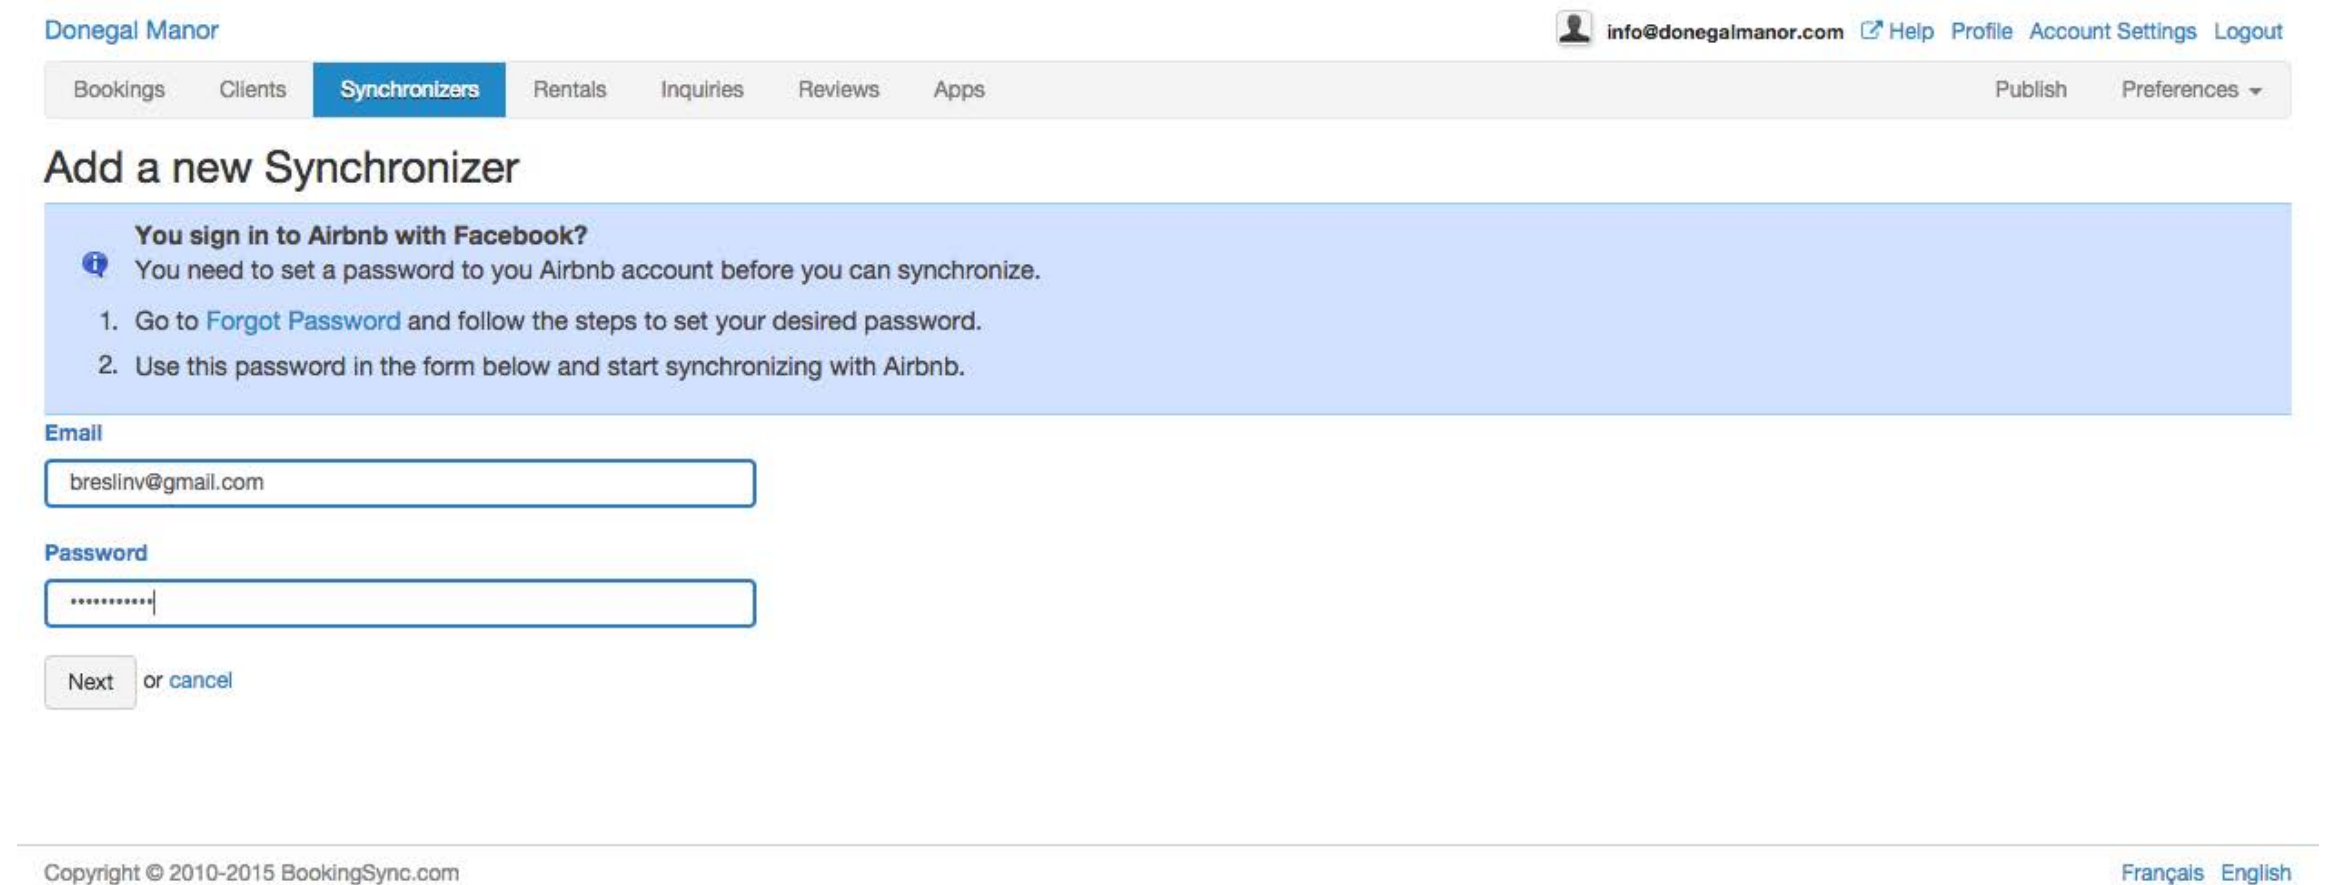 Donegal Manor
info@donegalmanor.com Help Profile Account Settings Logout
Bookings Clients Synchronizers Rentals Inquiries Reviews Apps Publish Preferences
Add a new Synchronizer
You sign in to Airbnb with Facebook?
You need to set a password to you Airbnb account before you can synchronize.
1. Go to Forgot Password and follow the steps to set your desired password.
2. Use this password in the form below and start synchronizing with Airbnb.
Email
breslinv@gmail.com
Password
•••••••••••
Next or cancel
Copyright © 2010-2015 BookingSync.com
Français English